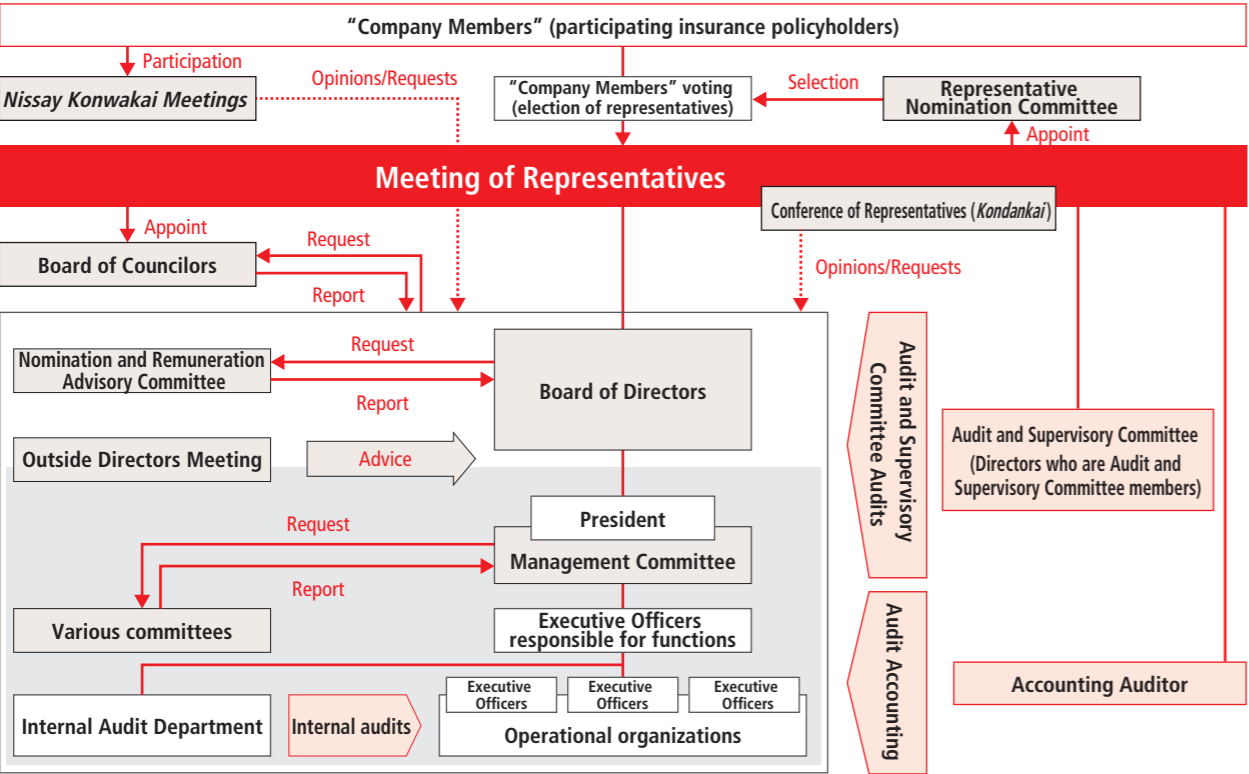 “Company Members” (participating insurance policyholders)
Participation
Nissay Konwakai Meetings
Opinions/Requests
“Company Members” voting
(election of representatives)
Selection
Representative
Nomination Committee
Appoint
Meeting of Representatives
Conference of Representatives (Kondankai)
Appoint
Board of Councilors
Request
Report
Opinions/Requests
Nomination and Remuneration
Advisory Committee
Request
Report
Board of Directors
Outside Directors Meeting
Advice
Audit and Supervisory
Committee Audits
Audit and Supervisory Committee
(Directors who are Audit and
Supervisory Committee members)
President
Management Committee
Request
Report
Various committees
Executive Officers
responsible for functions
Audit Accounting
Accounting Auditor
Internal Audit Department
Internal audits
Executive
Officers
Executive
Officers
Executive
Officers
Operational organizations